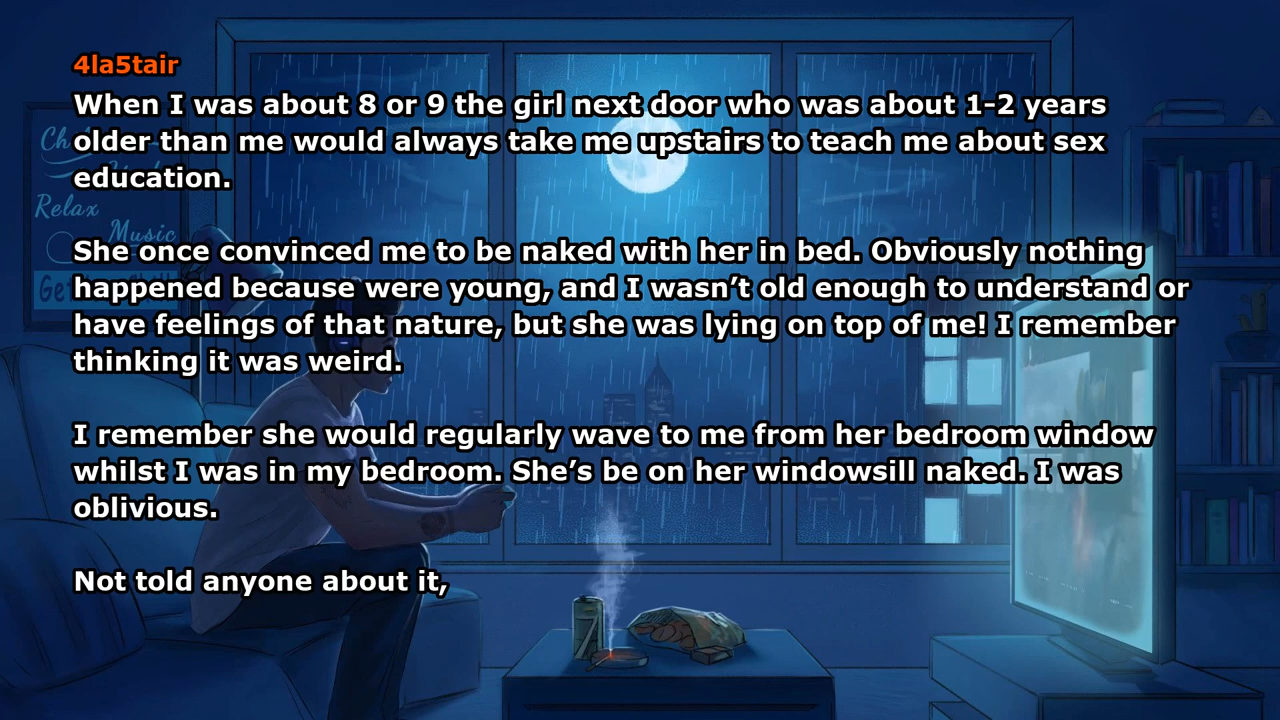 4la5tair
When I was about 8 or 9 the girl next door who was about 1-2 years
older than me would always take me upstairs to teach me about sex
education.
She once convinced me to be naked with her in bed. Obviously nothing
happened because were young, and I wasn’t old enough to understand or
have feelings of that nature, but she was lying on top of me! I remember
thinking it was weird.
I remember she would regularly wave to me from her bedroom window
whilst I was in my bedroom. She’s be on her windowsill naked. I was
oblivious.
Not told anyone about it,
Relax
Music